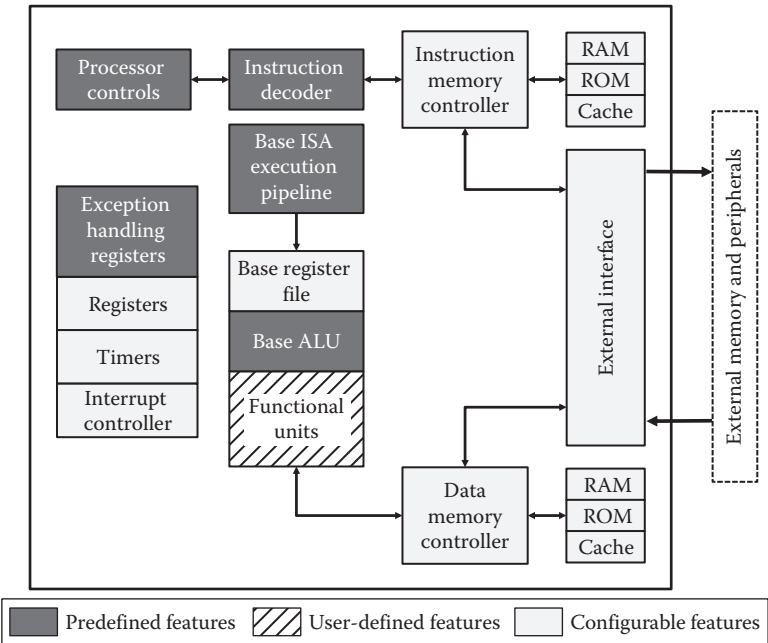 Processor
controls
Instruction
decoder
Instruction
memory
controller
RAM
ROM
Cache
Base ISA
execution
pipeline
Exception
handling
registers
Registers
Timers
Interrupt
controller
Base register
file
Base ALU
Functional
units
External interface
External memory and peripherals
Data
memory
controller
RAM
ROM
Cache
Predefined features
User-defined features
Configurable features